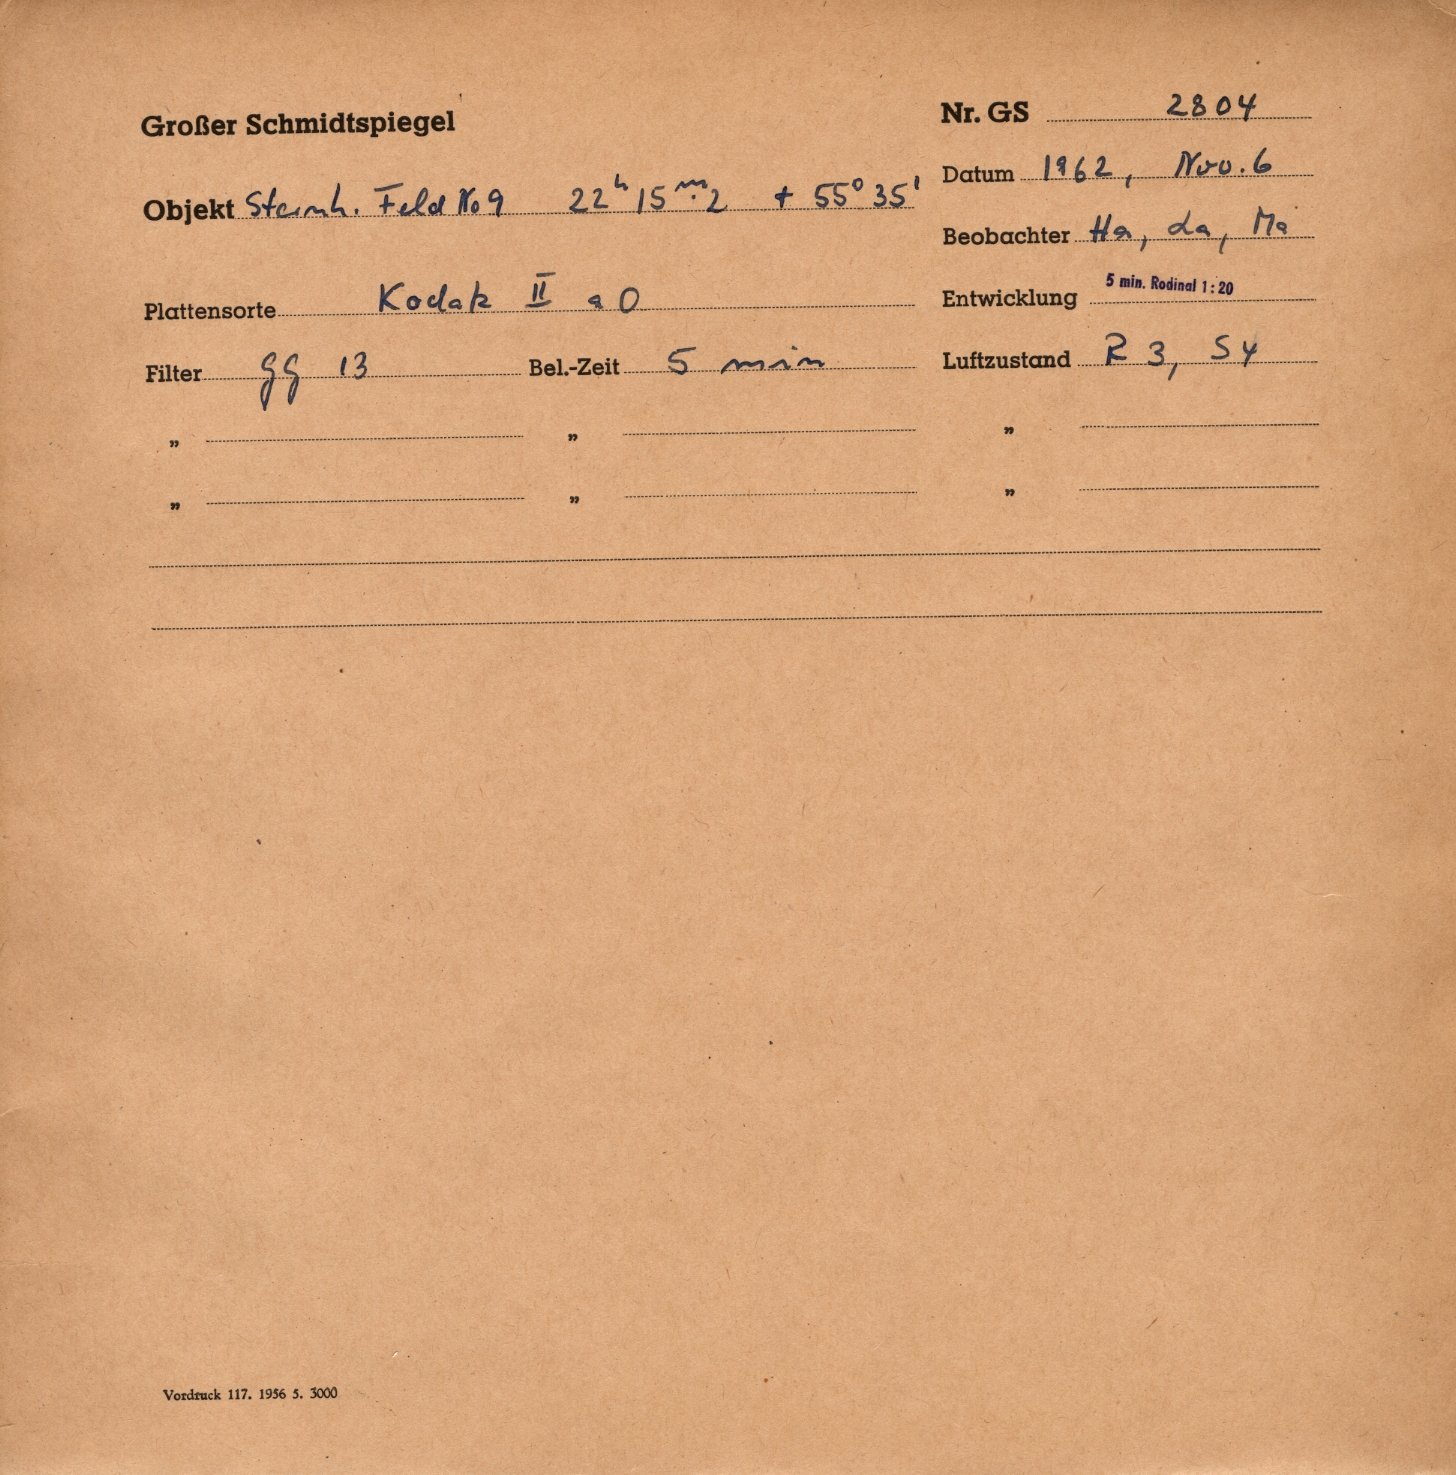 Großer Schmidtspiegel
Nr. GS 2804
Datum 1962, Nov. 6
Objekt Sternh. Feld No 9 22ʰ 15ᵐ.2 + 55° 35'
Beobachter Ha, La, Ma
Plattensorte Kodak II a O
Entwicklung 5 min. Rodinal 1:20
Filter gg 13 Bel.-Zeit 5 min Luftzustand R 3, S 4
„ „ „
„ „ „
Vordruck 117. 1956 5. 3000